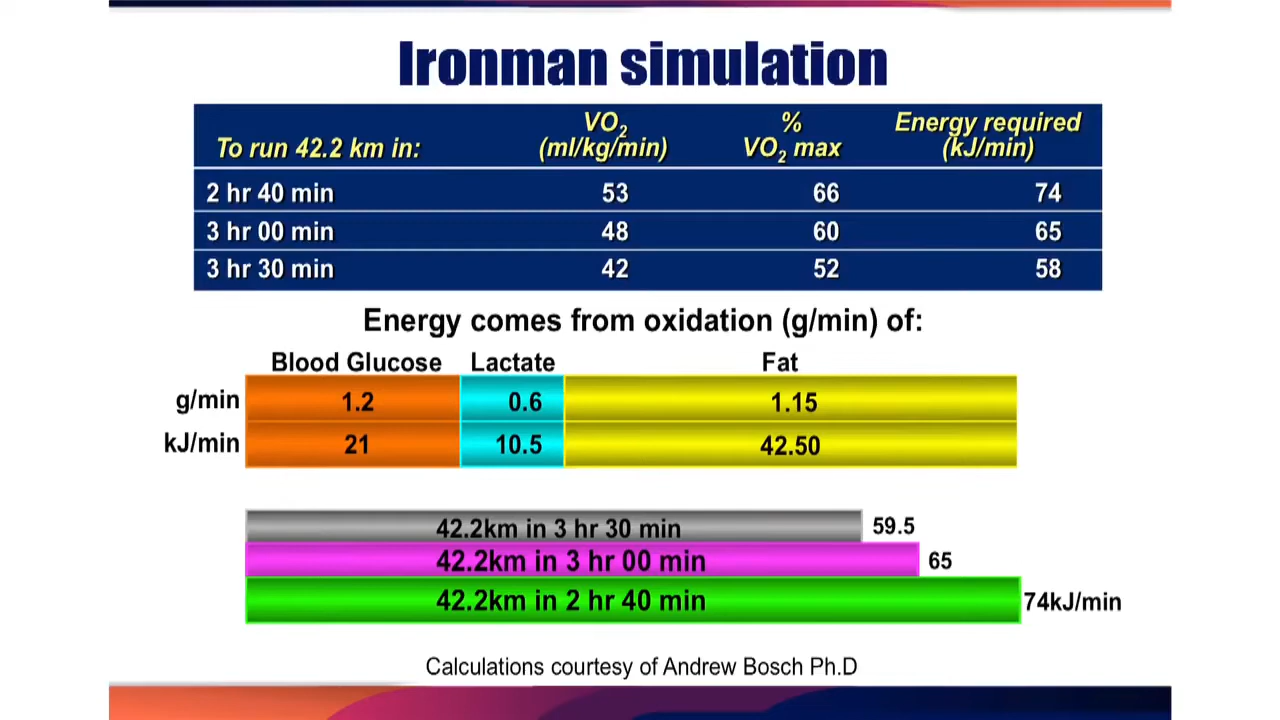 Ironman simulation
To run 42.2 km in: VO2 (ml/kg/min) % VO2 max Energy required (kJ/min)
2 hr 40 min 53 66 74
3 hr 00 min 48 60 65
3 hr 30 min 42 52 58
Energy comes from oxidation (g/min) of:
Blood Glucose Lactate Fat
g/min 1.2 0.6 1.15
kJ/min 21 10.5 42.50
42.2km in 3 hr 30 min 59.5
42.2km in 3 hr 00 min 65
42.2km in 2 hr 40 min 74kJ/min
Calculations courtesy of Andrew Bosch Ph.D